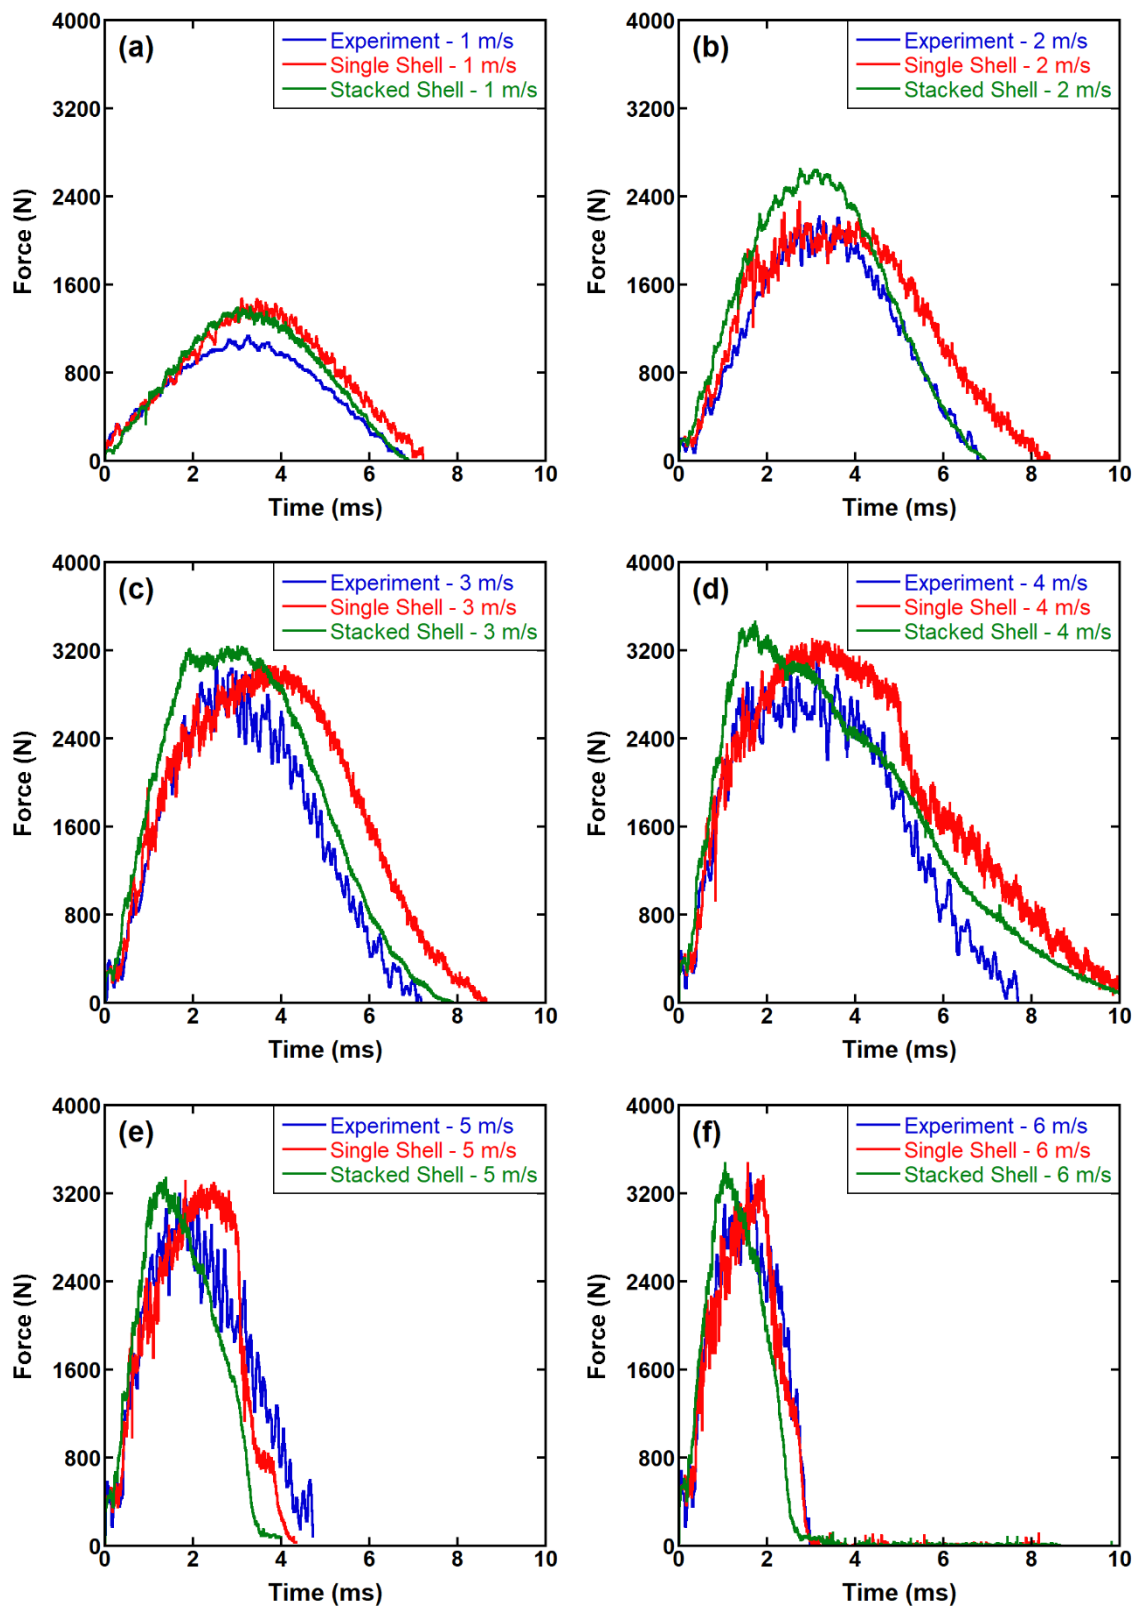 (a)
Experiment - 1 m/s
Single Shell - 1 m/s
Stacked Shell - 1 m/s
4000
3200
2400
1600
800
0
Force (N)
0 2 4 6 8 10
Time (ms)
(b)
Experiment - 2 m/s
Single Shell - 2 m/s
Stacked Shell - 2 m/s
4000
3200
2400
1600
800
0
Force (N)
0 2 4 6 8 10
Time (ms)
(c)
Experiment - 3 m/s
Single Shell - 3 m/s
Stacked Shell - 3 m/s
4000
3200
2400
1600
800
0
Force (N)
0 2 4 6 8 10
Time (ms)
(d)
Experiment - 4 m/s
Single Shell - 4 m/s
Stacked Shell - 4 m/s
4000
3200
2400
1600
800
0
Force (N)
0 2 4 6 8 10
Time (ms)
(e)
Experiment - 5 m/s
Single Shell - 5 m/s
Stacked Shell - 5 m/s
4000
3200
2400
1600
800
0
Force (N)
0 2 4 6 8 10
Time (ms)
(f)
Experiment - 6 m/s
Single Shell - 6 m/s
Stacked Shell - 6 m/s
4000
3200
2400
1600
800
0
Force (N)
0 2 4 6 8 10
Time (ms)